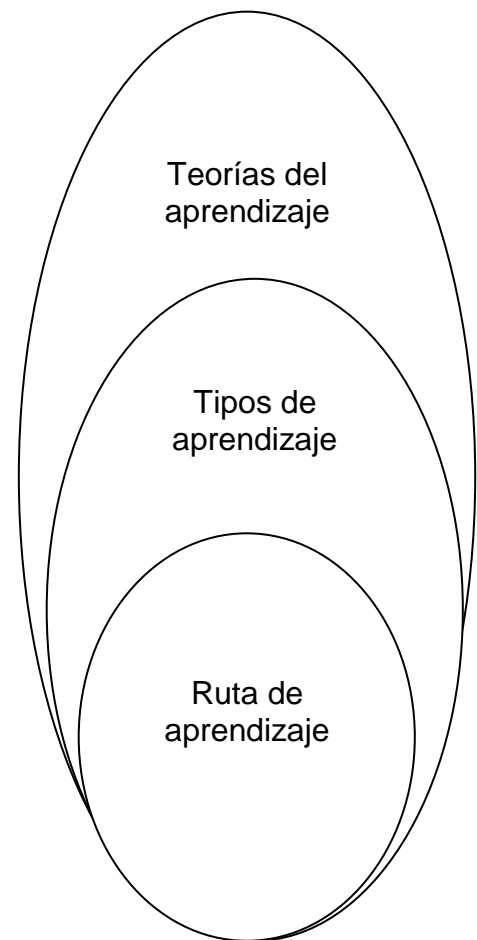 Teorías del
aprendizaje
Tipos de
aprendizaje
Ruta de
aprendizaje